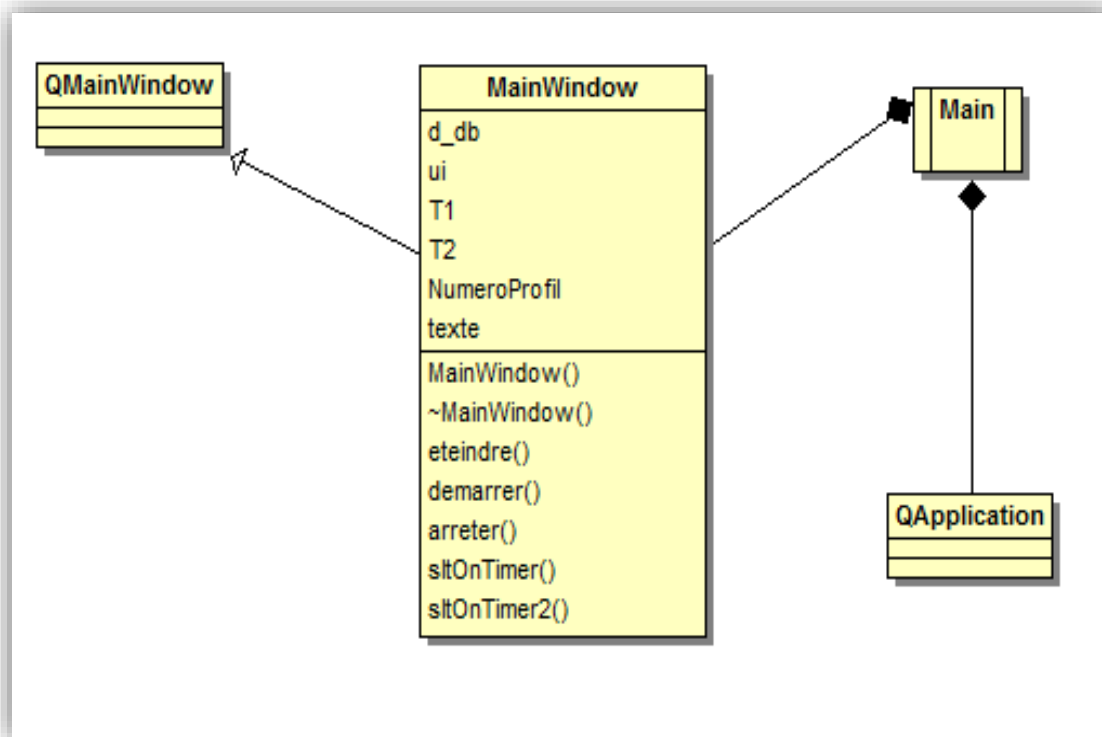 QMainWindow
MainWindow
d_db
ui
T1
T2
NumeroProfil
texte
MainWindow()
~MainWindow()
eteindre()
demarrer()
arreter()
sltOnTimer()
sltOnTimer2()
Main
QApplication